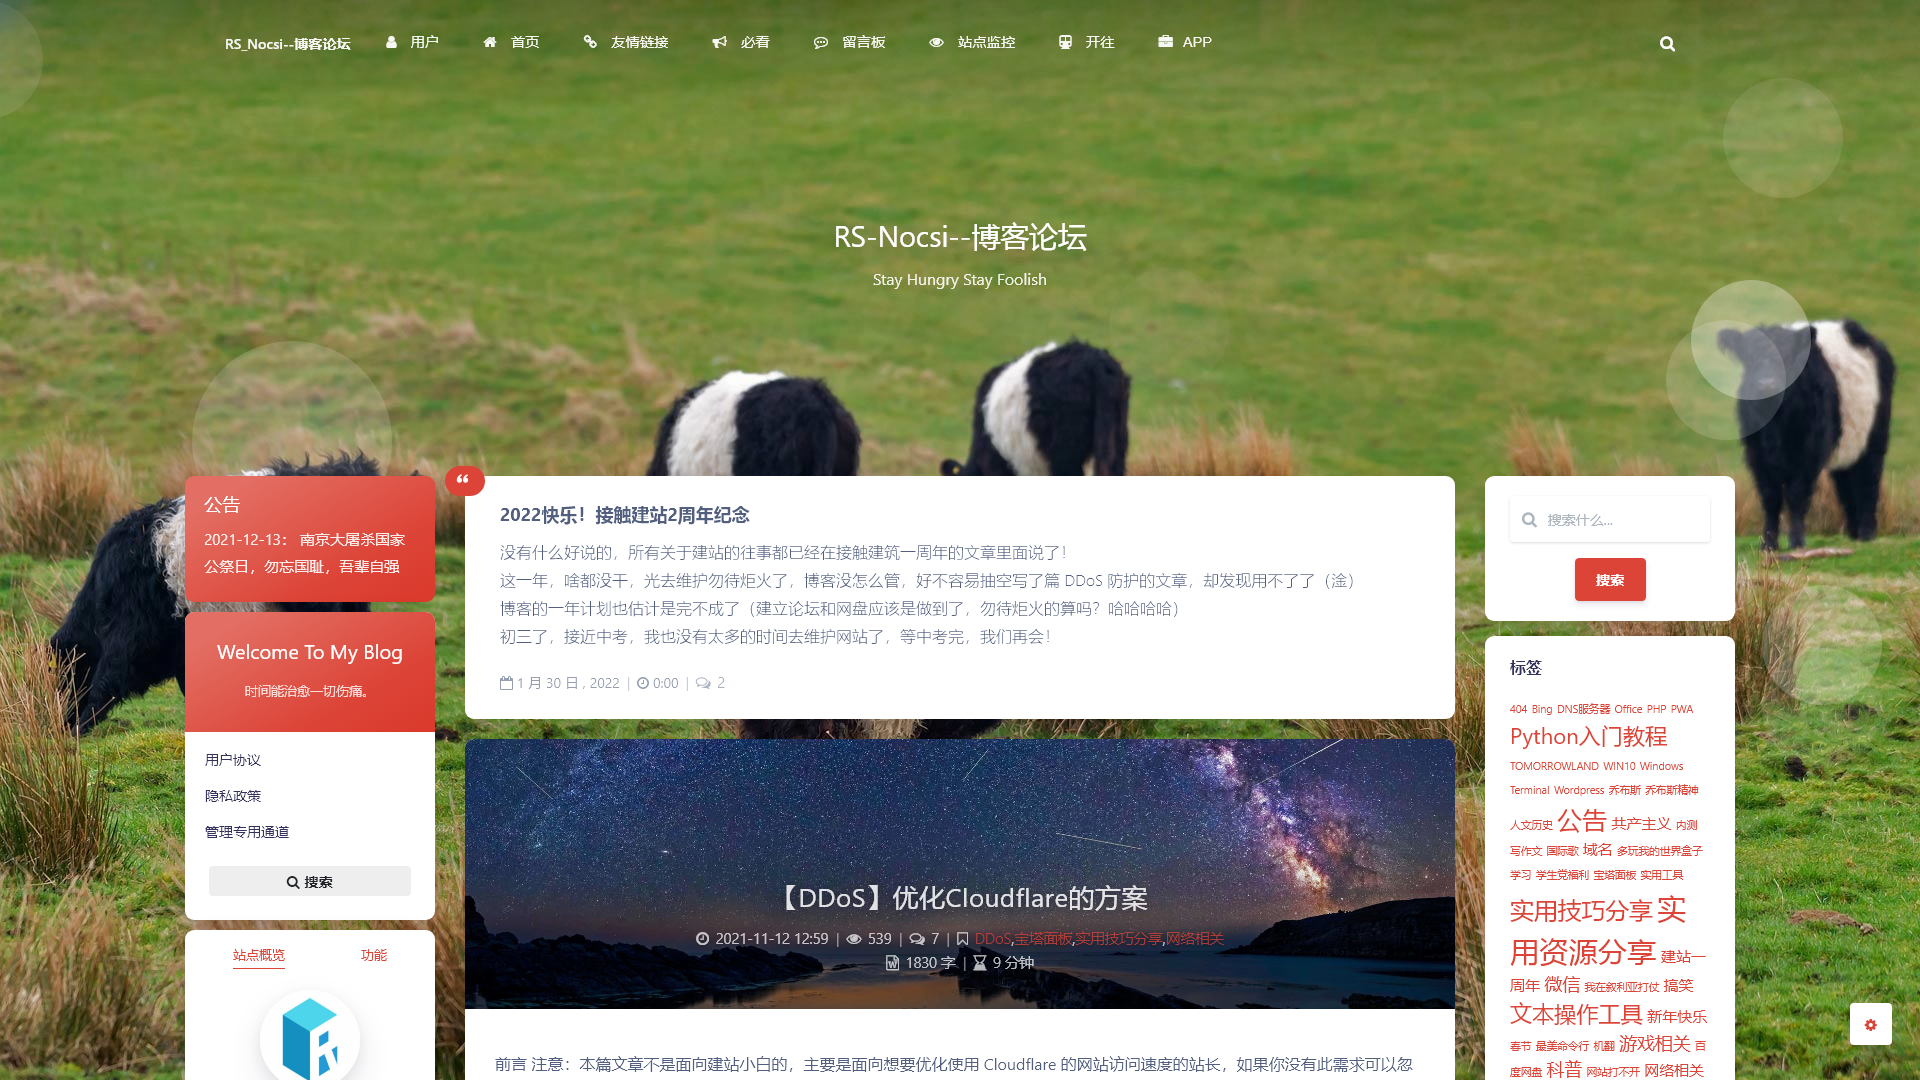 RS_Nocsi--博客论坛 用户 首页 友情链接 必看 留言板 站点监控 开往 APP
RS-Nocsi--博客论坛
Stay Hungry Stay Foolish
公告
2021-12-13： 南京大屠杀国家
公祭日，勿忘国耻，吾辈自强
Welcome To My Blog
时间能治愈一切伤痛。
用户协议
隐私政策
管理专用通道
搜索
站点概览 功能
2022快乐！接触建站2周年纪念
没有什么好说的，所有关于建站的往事都已经在接触建筑一周年的文章里面说了！
这一年，啥都没干，光去维护勿待炬火了，博客没怎么管，好不容易抽空写了篇 DDoS 防护的文章，却发现用不了了（淦）
博客的一年计划也估计是完不成了（建立论坛和网盘应该是做到了，勿待炬火的算吗？哈哈哈哈）
初三了，接近中考，我也没有太多的时间去维护网站了，等中考完，我们再会！
1 月 30 日 , 2022 | 0:00 | 2
【DDoS】优化Cloudflare的方案
2021-11-12 12:59 | 539 | 7 | DDoS,宝塔面板,实用技巧分享,网络相关
1830 字 | 9 分钟
前言 注意：本篇文章不是面向建站小白的，主要是面向想要优化使用 Cloudflare 的网站访问速度的站长，如果你没有此需求可以忽
搜索什么...
搜索
标签
404 Bing DNS服务器 Office PHP PWA
Python入门教程
TOMORROWLAND WIN10 Windows
Terminal Wordpress 乔布斯 乔布斯精神
人文历史 公告 共产主义 内测
写作文 国际歌 域名 多玩我的世界盒子
学习 学生党福利 宝塔面板 实用工具
实用技巧分享 实
用资源分享 建站一
周年 微信 我在叙利亚打仗 搞笑
文本操作工具 新年快乐
春节 最美命令行 机翻 游戏相关 百
度网盘 科普 网站打不开 网络相关